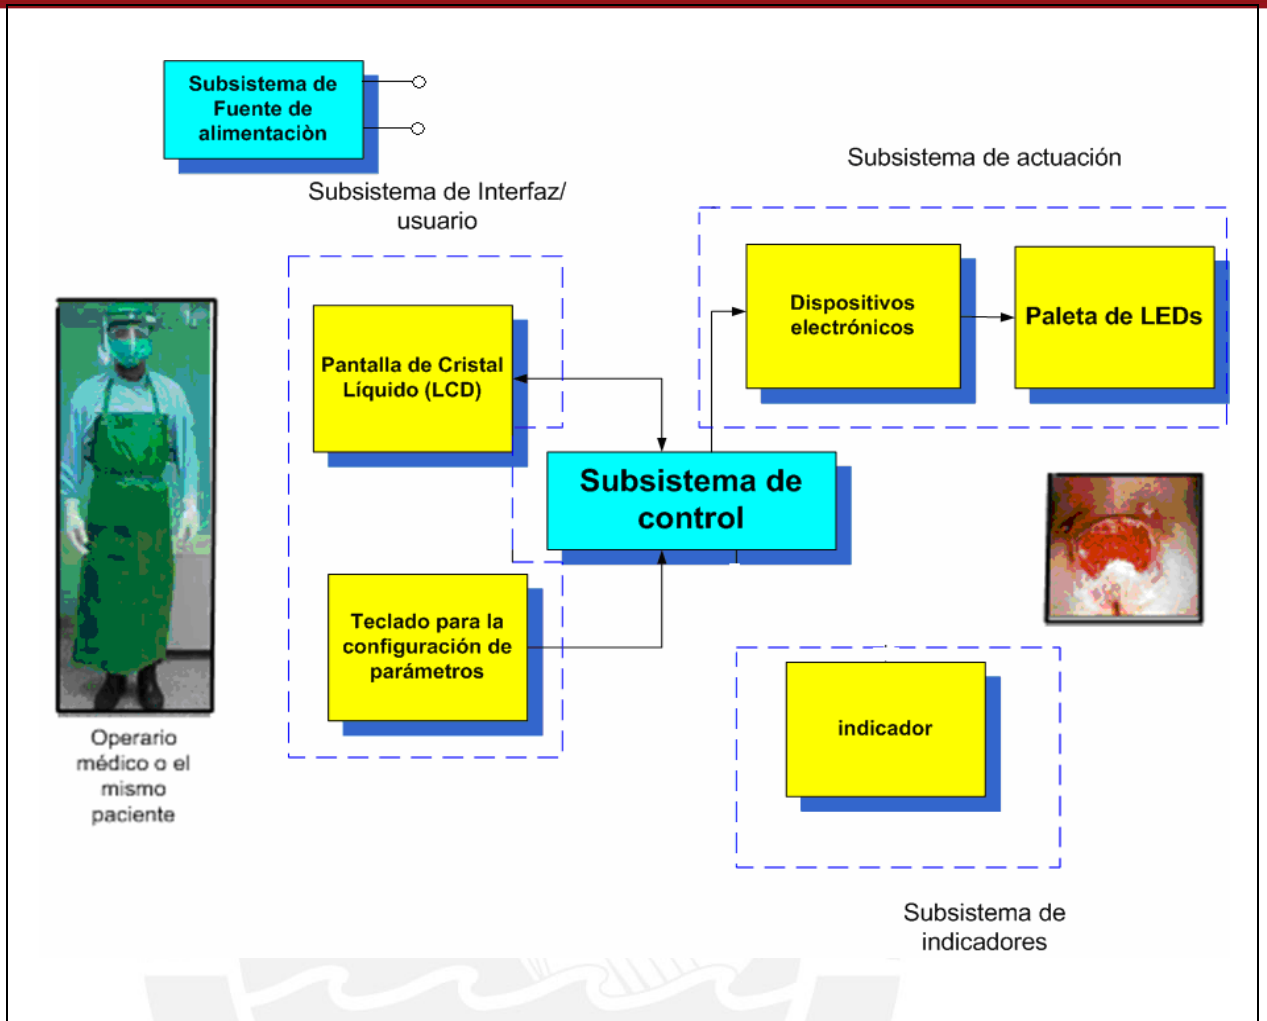 Subsistema de
Fuente de
alimentaciòn
Subsistema de Interfaz/
usuario
Subsistema de actuación
Dispositivos
electrónicos
Paleta de LEDs
Pantalla de Cristal
Líquido (LCD)
Subsistema de
control
Teclado para la
configuración de
parámetros
indicador
Operario
médico o el
mismo
paciente
Subsistema de
indicadores